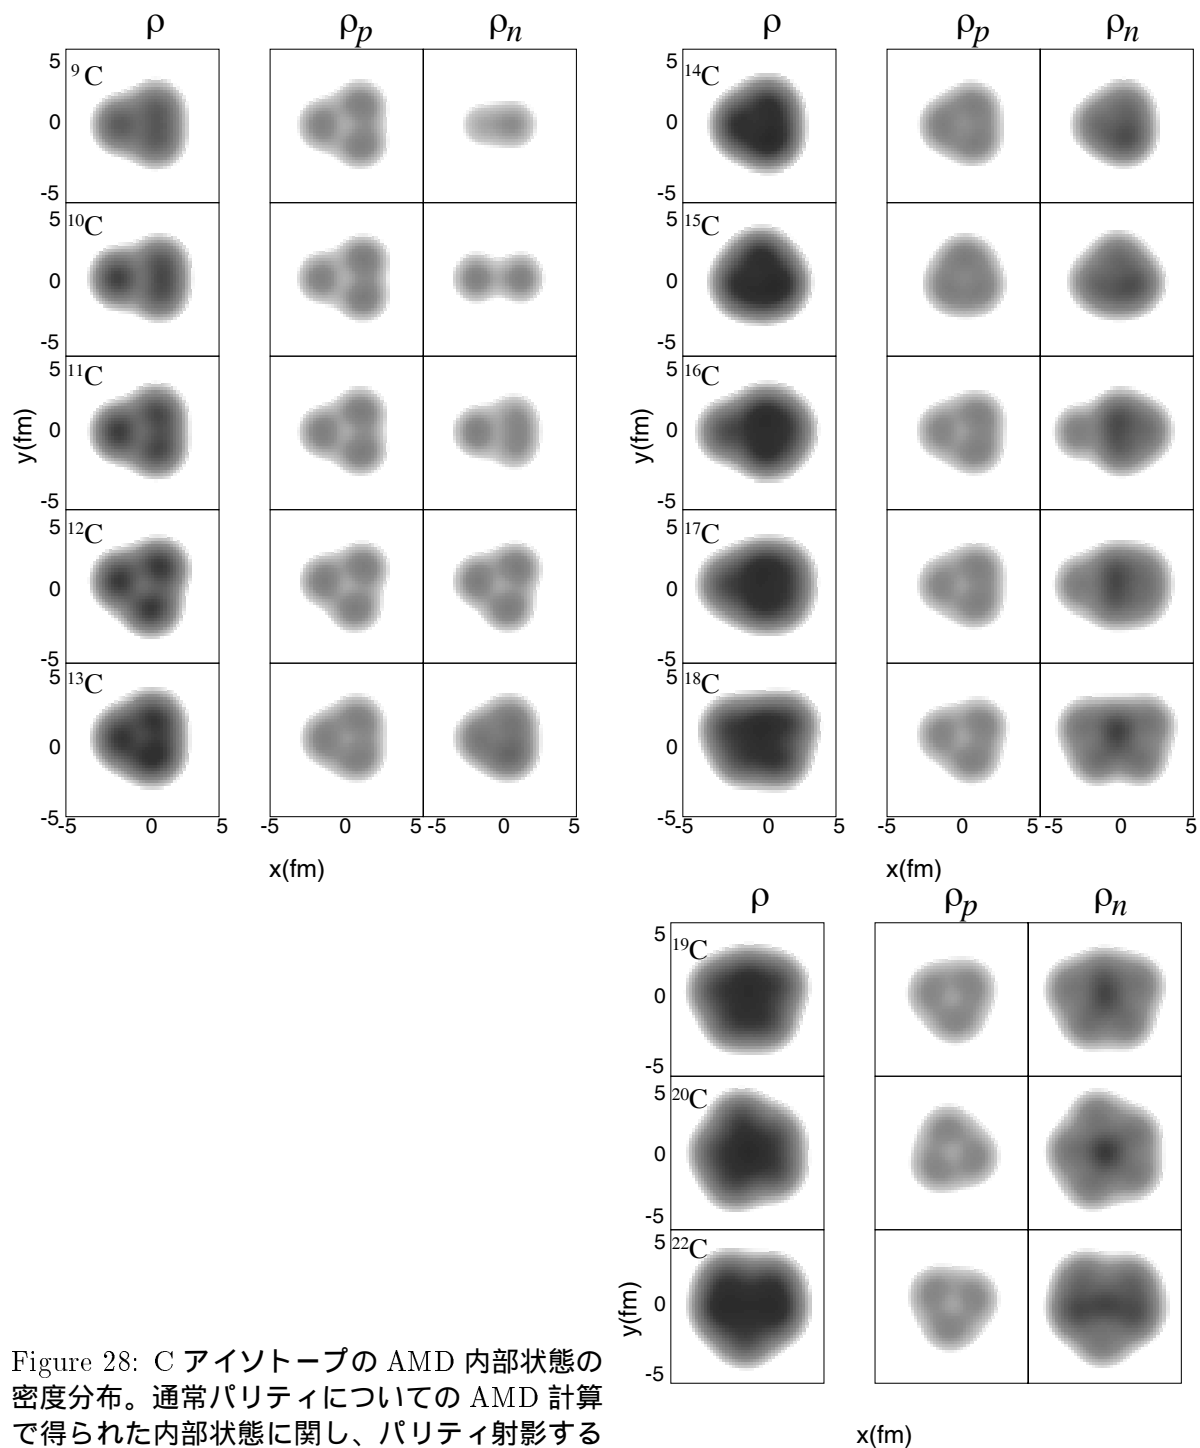 ρ ρp ρn
5 ⁹C
0
-5
5 ¹⁰C
0
-5
5 ¹¹C
y(fm)
0
-5
5 ¹²C
0
-5
5 ¹³C
0
-5
-5 0 5 -5 0 5 -5 0 5
x(fm)
ρ ρp ρn
5 ¹⁴C
0
-5
5 ¹⁵C
0
-5
5 ¹⁶C
y(fm)
0
-5
5 ¹⁷C
0
-5
5 ¹⁸C
0
-5
-5 0 5 -5 0 5 -5 0 5
x(fm)
ρ ρp ρn
5 ¹⁹C
0
-5
5 ²⁰C
0
-5
5 ²²C
y(fm)
0
-5
x(fm)
Figure 28: C アイソトープの AMD 内部状態の
密度分布。通常パリティについての AMD 計算
で得られた内部状態に関し、パリティ射影する